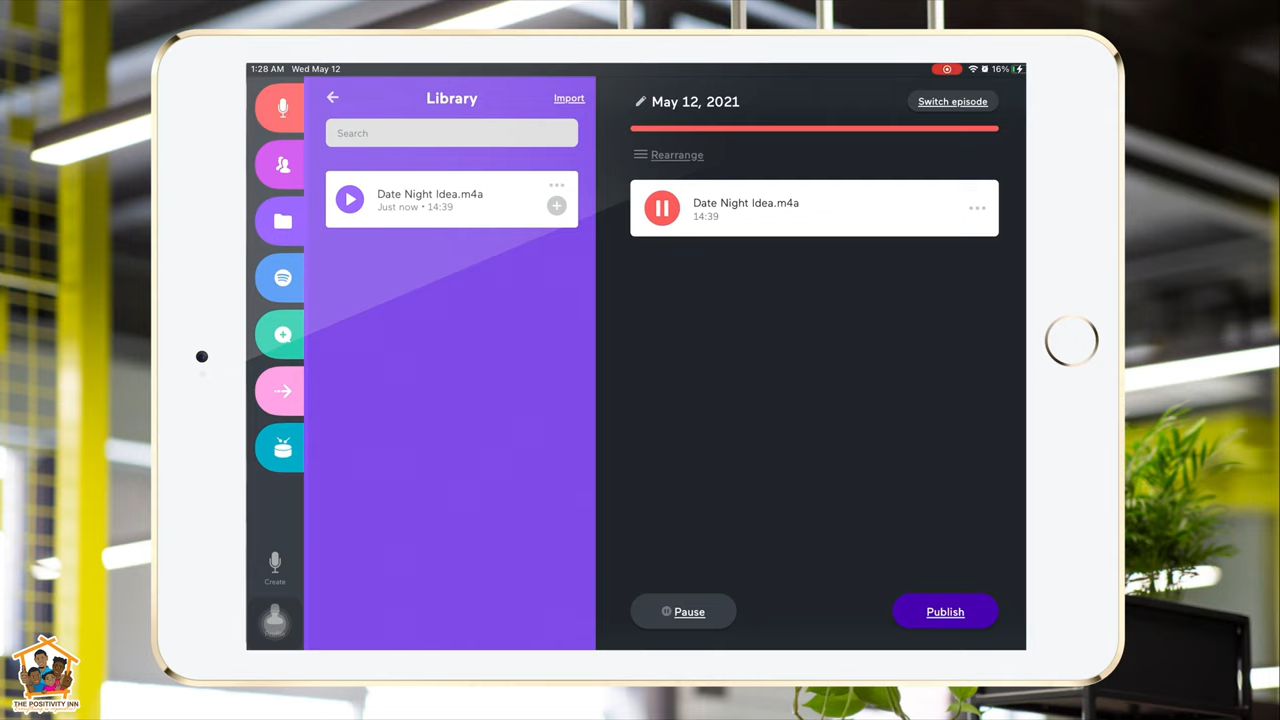 1:28 AM Wed May 12
16%
Library
Import
Search
Date Night Idea.m4a
Just now • 14:39
May 12, 2021
Switch episode
Rearrange
Date Night Idea.m4a
14:39
Create
Pause
Publish
THE POSITIVITY INN